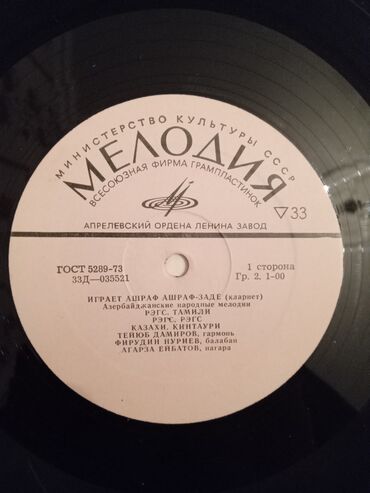 МИНИСТЕРСТВО КУЛЬТУРЫ СССР
МЕЛОДИЯ
ВСЕСОЮЗНАЯ ФИРМА ГРАМПЛАСТИНОК
▽33
АПРЕЛЕВСКИЙ ОРДЕНА ЛЕНИНА ЗАВОД
ГОСТ 5289-73
33Д—035521
1 сторона
Гр. 2. 1-00
ИГРАЕТ АШРАФ АШРАФ-ЗАДЕ (кларнет)
Азербайджанские народные мелодии
РЭГС, ТАМИЛИ
РЭГС, РЭГС
КАЗАХИ, КИНТАУРИ
ТЕЙЮБ ДАМИРОВ, гармонь
ФИРУДИН НУРИЕВ, балабан
АГАРЗА ЕЙБАТОВ, нагара